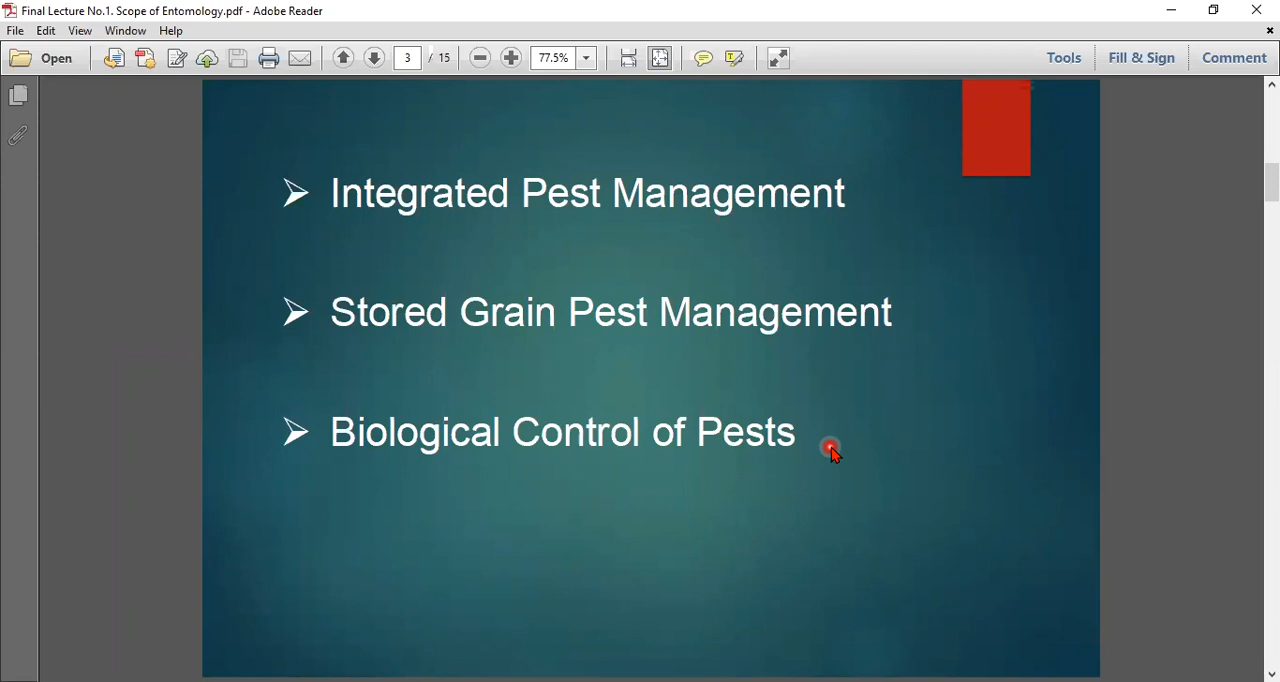 Final Lecture No.1. Scope of Entomology.pdf - Adobe Reader
File Edit View Window Help
Open 3 / 15 77.5% Tools Fill & Sign Comment
Integrated Pest Management
Stored Grain Pest Management
Biological Control of Pests